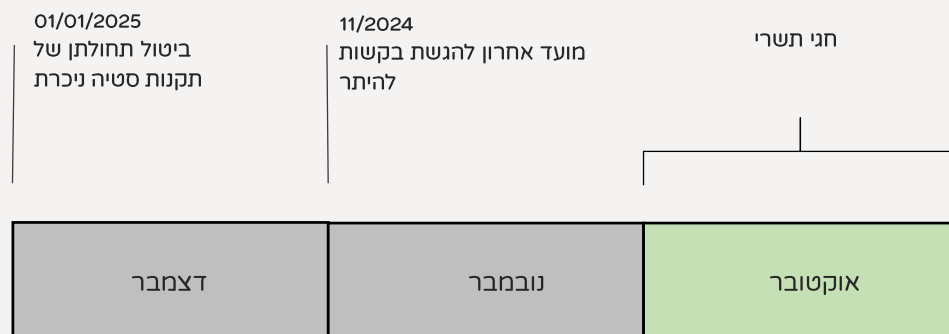 חגי תשרי
11/2024
מועד אחרון להגשת בקשות
להיתר
01/01/2025
ביטול תחולתן של
תקנות סטיה ניכרת
אוקטובר
נובמבר
דצמבר